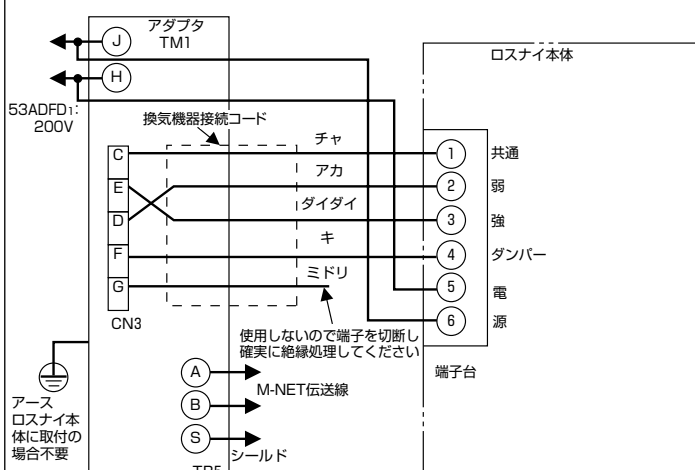 アダプタ
TM1
J
H
53ADFD1:
200V
ロスナイ本体
換気機器接続コード
C
E
D
F
G
CN3
チャ
アカ
ダイダイ
キ
ミドリ
1
2
3
4
5
6
共通
弱
強
ダンパー
電
源
端子台
使用しないので端子を切断し
確実に絶縁処理してください
アース
ロスナイ本
体に取付の
場合不要
A
B
S
M-NET伝送線
シールド